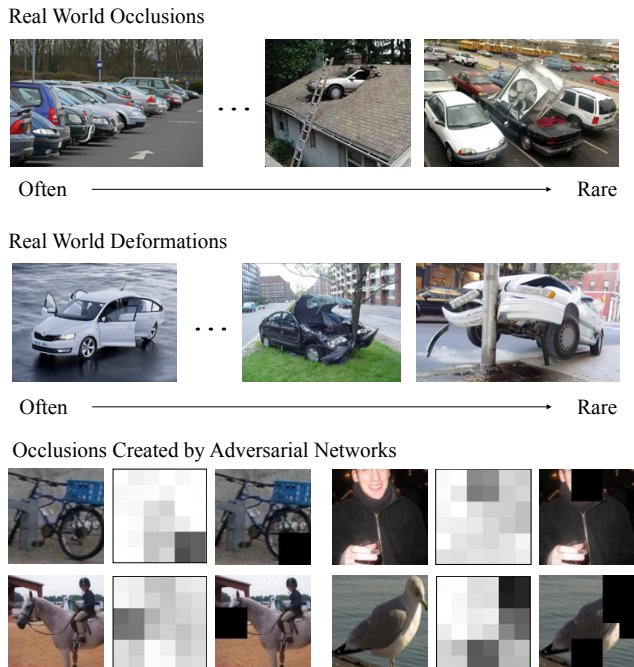 Real World Occlusions
...
Often Rare
Real World Deformations
...
Often Rare
Occlusions Created by Adversarial Networks